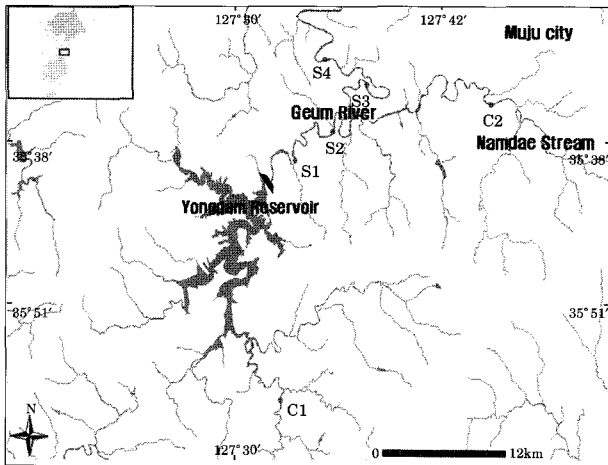 127°30′ 127°42′
Muju city
S4
S3
Geum River
C2
S2
Namdae Stream
35°38′ 35°38′
S1
Yongdam Reservoir
35°51′ 35°51′
C1
N
127°30′
0 12km